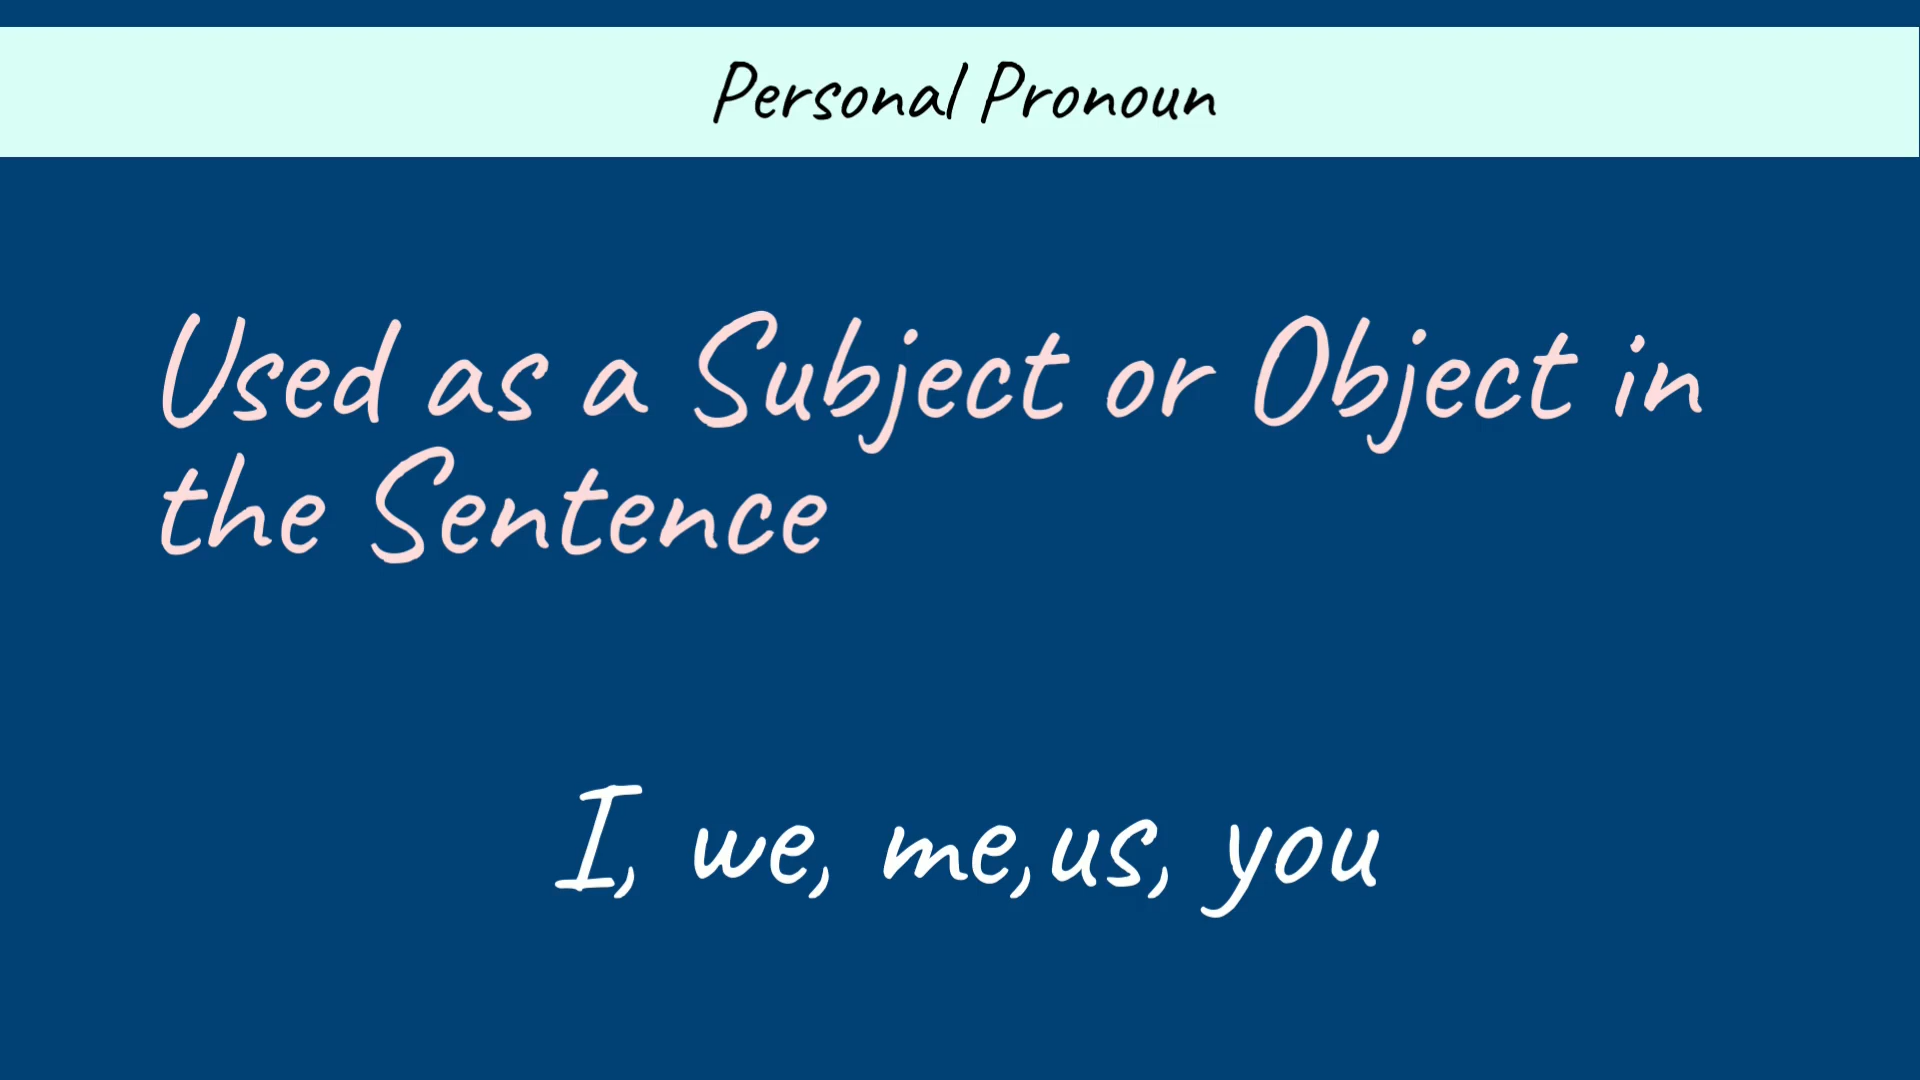 Personal Pronoun
Used as a Subject or Object in
the Sentence
I, we, me,us, you